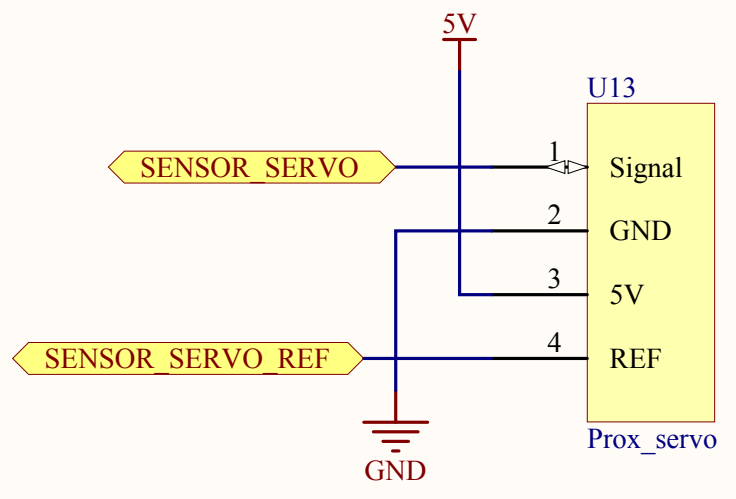 5V
U13
SENSOR_SERVO
1
Signal
2
GND
3
5V
SENSOR_SERVO_REF
4
REF
Prox_servo
GND